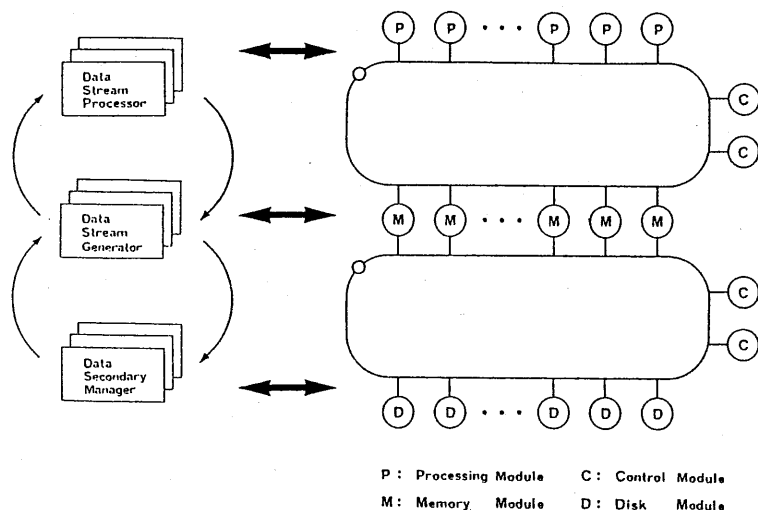 P P · · · P P P
Data
Stream
Processor
C
C
Data
Stream
Generator
M M · · · M M M
C
C
Data
Secondary
Manager
D D · · · D D D
P : Processing Module C : Control Module
M : Memory Module D : Disk Module